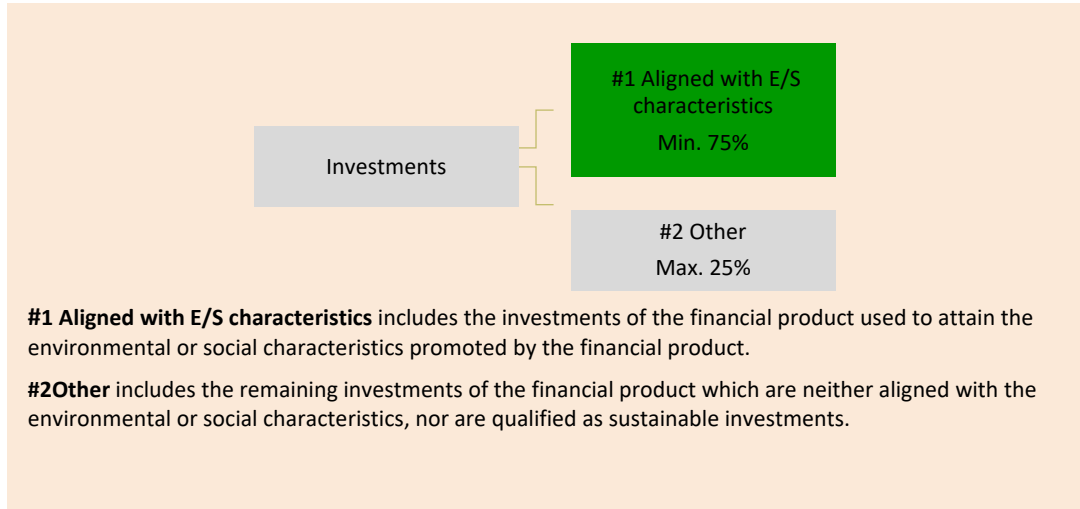 #1 Aligned with E/S
characteristics
Min. 75%
Investments
#2 Other
Max. 25%
#1 Aligned with E/S characteristics includes the investments of the financial product used to attain the
environmental or social characteristics promoted by the financial product.
#2Other includes the remaining investments of the financial product which are neither aligned with the
environmental or social characteristics, nor are qualified as sustainable investments.